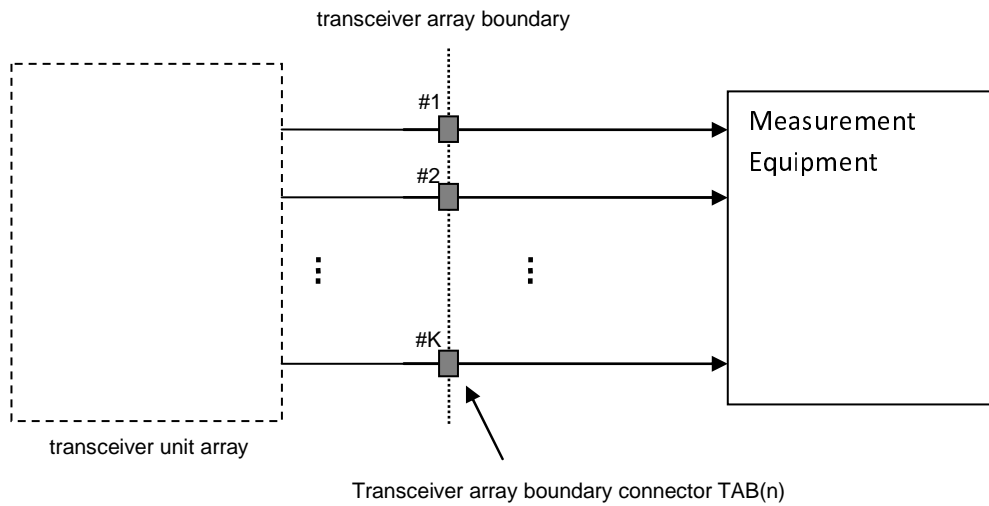 transceiver array boundary
#1
Measurement
Equipment
#2
#K
transceiver unit array
Transceiver array boundary connector TAB(n)